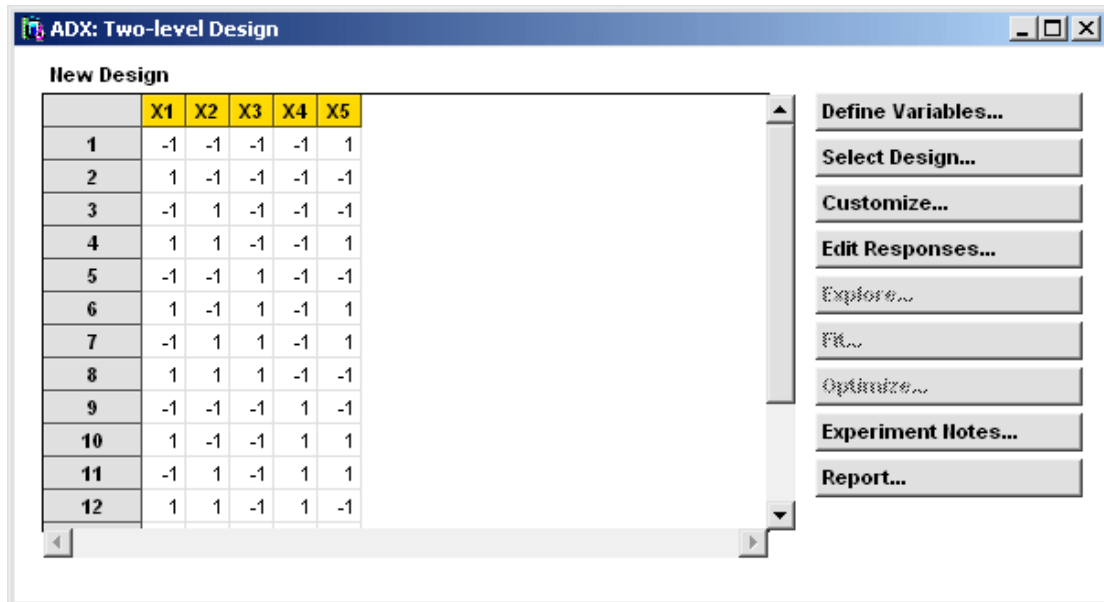 ADX: Two-level Design
New Design
X1 X2 X3 X4 X5
1 -1 -1 -1 -1 1
2 1 -1 -1 -1 -1
3 -1 1 -1 -1 -1
4 1 1 -1 -1 1
5 -1 -1 1 -1 -1
6 1 -1 1 -1 1
7 -1 1 1 -1 1
8 1 1 1 -1 -1
9 -1 -1 -1 1 -1
10 1 -1 -1 1 1
11 -1 1 -1 1 1
12 1 1 -1 1 -1
Define Variables...
Select Design...
Customize...
Edit Responses...
Explore...
Fit...
Optimize...
Experiment Notes...
Report...